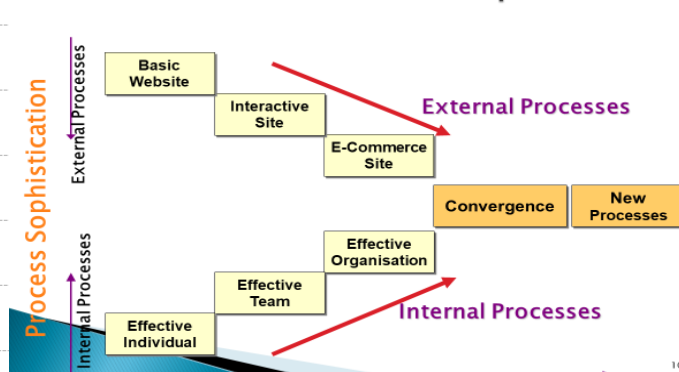 Process Sophistication
External Processes
Internal Processes
Basic
Website
Interactive
Site
E-Commerce
Site
External Processes
Convergence
New
Processes
Effective
Organisation
Effective
Team
Effective
Individual
Internal Processes